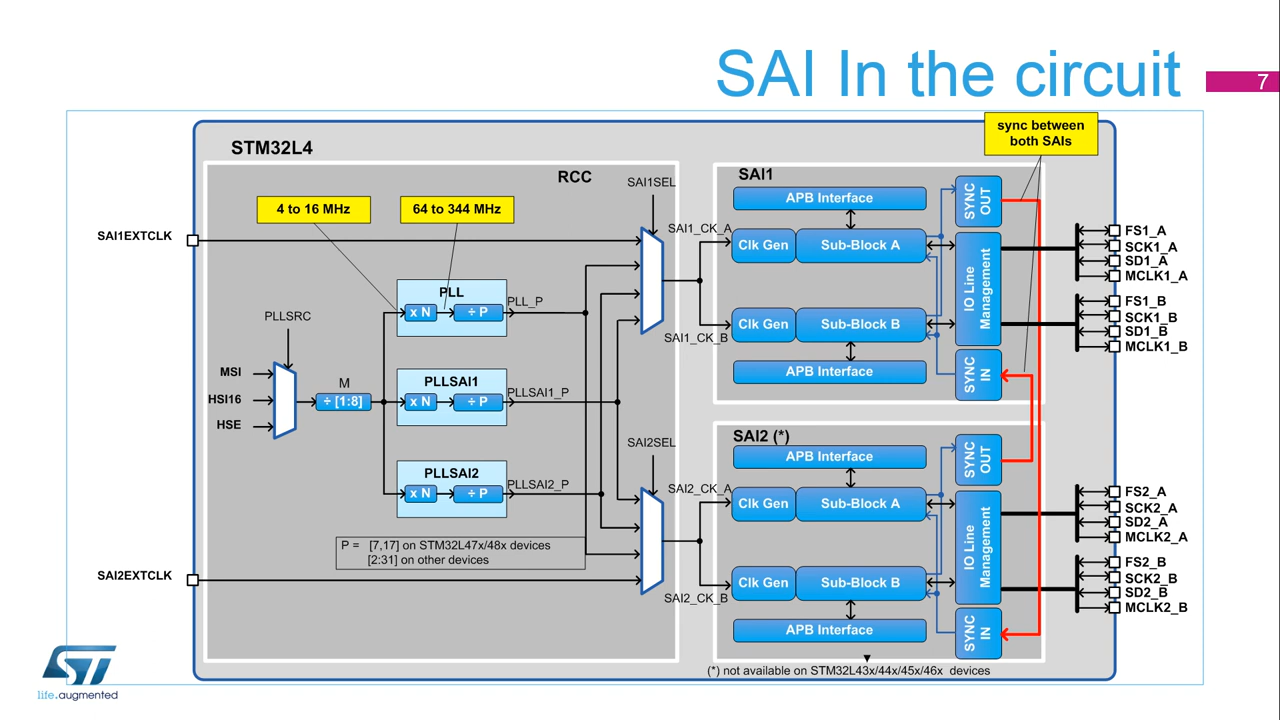 SAI In the circuit
7
sync between
both SAIs
STM32L4
RCC
SAI1SEL
SAI1
APB Interface
SYNC
OUT
4 to 16 MHz
64 to 344 MHz
SAI1EXTCLK
SAI1_CK_A
Clk Gen
Sub-Block A
IO Line
Management
FS1_A
SCK1_A
SD1_A
MCLK1_A
PLL
x N
÷ P
PLL_P
PLLSRC
Clk Gen
Sub-Block B
SAI1_CK_B
FS1_B
SCK1_B
SD1_B
MCLK1_B
APB Interface
SYNC
IN
MSI
HSI16
HSE
M
÷ [1:8]
PLLSAI1
x N
÷ P
PLLSAI1_P
SAI2SEL
SAI2 (*)
APB Interface
SYNC
OUT
PLLSAI2
x N
÷ P
PLLSAI2_P
SAI2_CK_A
Clk Gen
Sub-Block A
IO Line
Management
FS2_A
SCK2_A
SD2_A
MCLK2_A
P = [7,17] on STM32L47x/48x devices
[2:31] on other devices
SAI2EXTCLK
Clk Gen
Sub-Block B
SAI2_CK_B
FS2_B
SCK2_B
SD2_B
MCLK2_B
APB Interface
SYNC
IN
(*) not available on STM32L43x/44x/45x/46x devices
ST
life.augmented